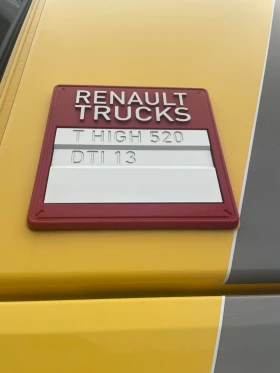 RENAULT
TRUCKS
T HIGH 520
DTI 13